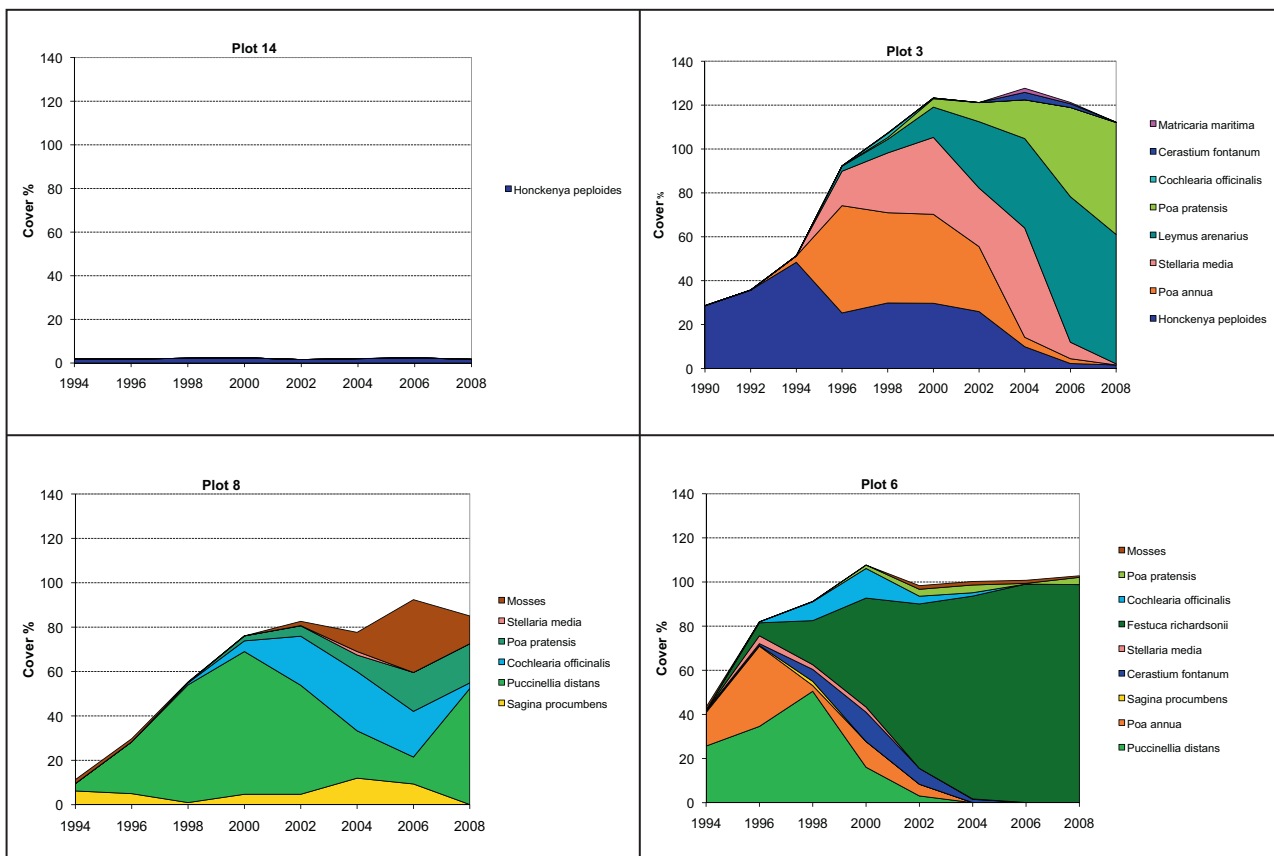 Plot 14
140
120
100
80
60
40
20
0
Cover %
1994 1996 1998 2000 2002 2004 2006 2008
Honckenya peploides
Plot 3
140
120
100
80
60
40
20
0
Cover %
1990 1992 1994 1996 1998 2000 2002 2004 2006 2008
Matricaria maritima
Cerastium fontanum
Cochlearia officinalis
Poa pratensis
Leymus arenarius
Stellaria media
Poa annua
Honckenya peploides
Plot 8
140
120
100
80
60
40
20
0
Cover %
1994 1996 1998 2000 2002 2004 2006 2008
Mosses
Stellaria media
Poa pratensis
Cochlearia officinalis
Puccinellia distans
Sagina procumbens
Plot 6
140
120
100
80
60
40
20
0
Cover %
1994 1996 1998 2000 2002 2004 2006 2008
Mosses
Poa pratensis
Cochlearia officinalis
Festuca richardsonii
Stellaria media
Cerastium fontanum
Sagina procumbens
Poa annua
Puccinellia distans